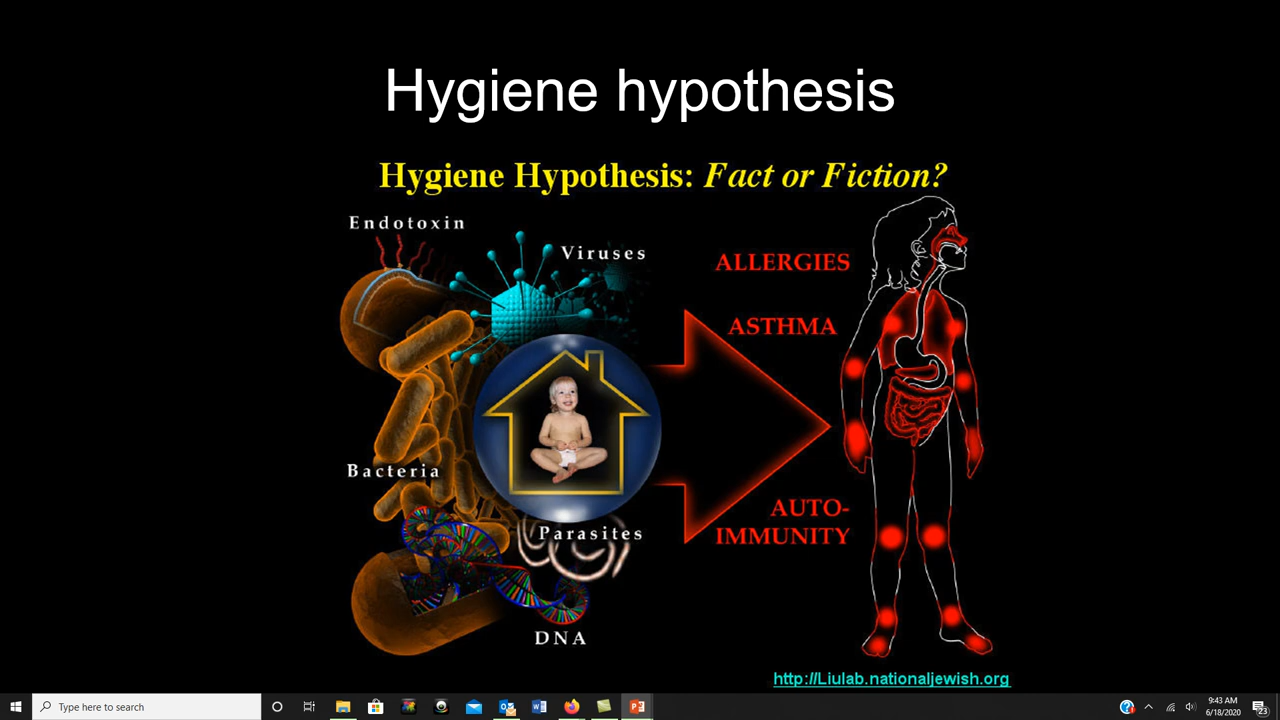 Hygiene hypothesis
Hygiene Hypothesis: Fact or Fiction?
Endotoxin
Viruses
ALLERGIES
ASTHMA
Bacteria
Parasites
AUTO-
IMMUNITY
DNA
http://Liulab.nationaljewish.org
Type here to search
9:43 AM
6/18/2020
23